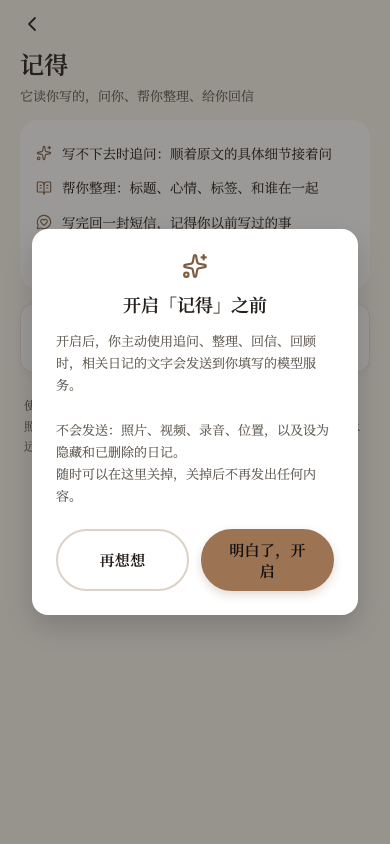 记得
它读你写的，问你、帮你整理、给你回信
写不下去时追问：顺着原文的具体细节接着问
帮你整理：标题、心情、标签、和谁在一起
写完回一封短信，记得你以前写过的事
开启「记得」之前
开启后，你主动使用追问、整理、回信、回顾
时，相关日记的文字会发送到你填写的模型服
务。
不会发送：照片、视频、录音、位置，以及设为
隐藏和已删除的日记。
随时可以在这里关掉，关掉后不再发出任何内
容。
再想想
明白了，开
启